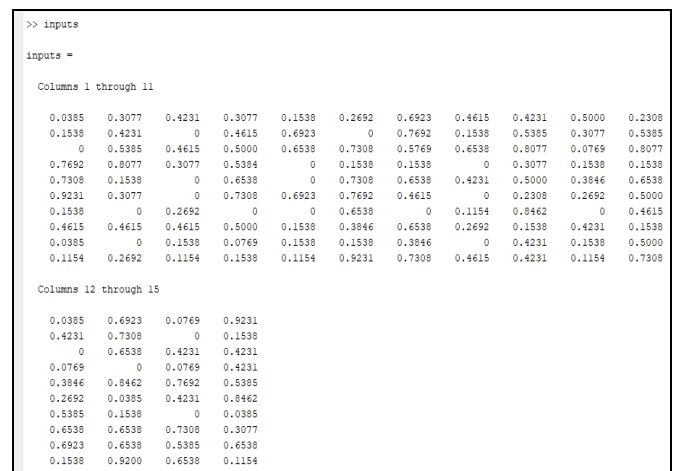 >> inputs
inputs =
Columns 1 through 11
0.0385 0.3077 0.4231 0.3077 0.1538 0.2692 0.6923 0.4615 0.4231 0.5000 0.2308
0.1538 0.4231 0 0.4615 0.6923 0 0.7692 0.1538 0.5385 0.3077 0.5385
0 0.5385 0.4615 0.5000 0.6538 0.7308 0.5769 0.6538 0.8077 0.0769 0.8077
0.7692 0.8077 0.3077 0.5384 0 0.1538 0.1538 0 0.3077 0.1538 0.1538
0.7308 0.1538 0 0.6538 0 0.7308 0.6538 0.4231 0.5000 0.3846 0.6538
0.9231 0.3077 0 0.7308 0.6923 0.7692 0.4615 0 0.2308 0.2692 0.5000
0.1538 0 0.2692 0 0 0.6538 0 0.1154 0.8462 0 0.4615
0.4615 0.4615 0.4615 0.5000 0.1538 0.3846 0.6538 0.2692 0.1538 0.4231 0.1538
0.0385 0 0.1538 0.0769 0.1538 0.1538 0.3846 0 0.4231 0.1538 0.5000
0.1154 0.2692 0.1154 0.1538 0.1154 0.9231 0.7308 0.4615 0.4231 0.1154 0.7308
Columns 12 through 15
0.0385 0.6923 0.0769 0.9231
0.4231 0.7308 0 0.1538
0 0.6538 0.4231 0.4231
0.0769 0 0.0769 0.4231
0.3846 0.8462 0.7692 0.5385
0.2692 0.0385 0.4231 0.8462
0.5385 0.1538 0 0.0385
0.6538 0.6538 0.7308 0.3077
0.6923 0.6538 0.5385 0.6538
0.1538 0.9200 0.6538 0.1154